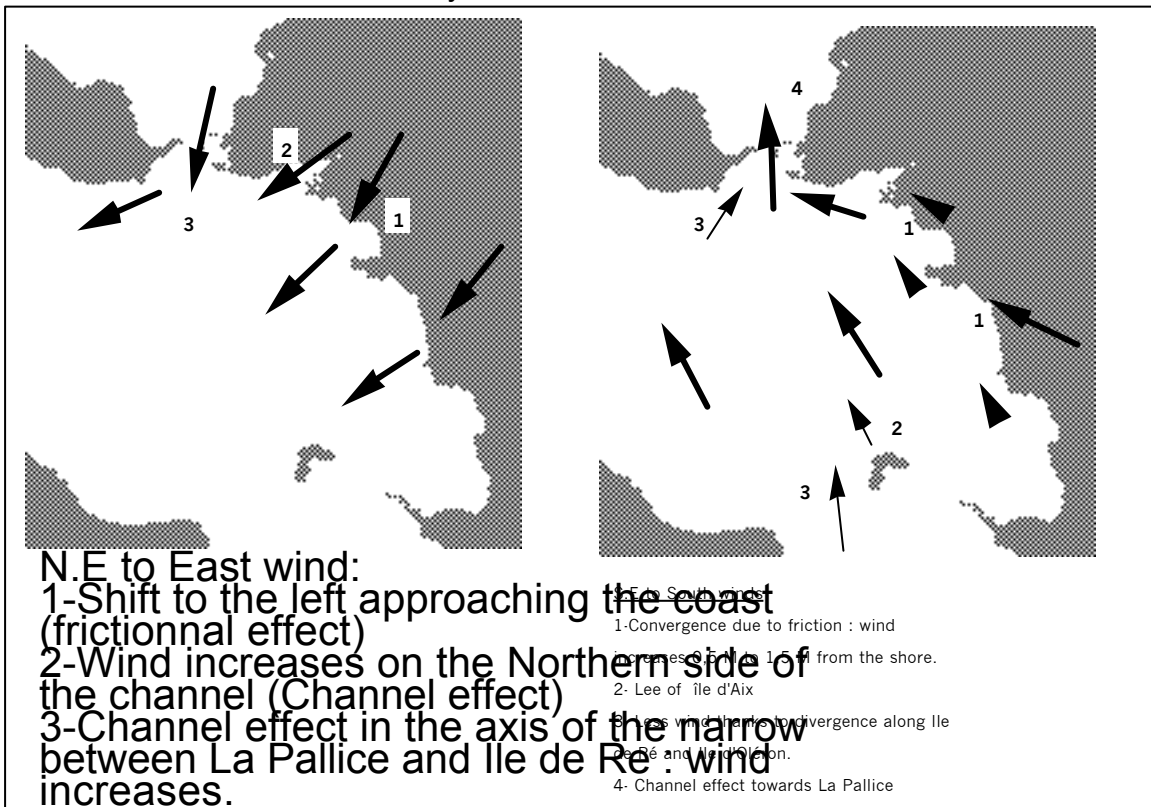 2
1
3
4
3
1
1
2
3
N.E to East wind:
1-Shift to the left approaching the coast
(frictionnal effect)
2-Wind increases on the Northern side of
the channel (Channel effect)
3-Channel effect in the axis of the narrow
between La Pallice and Ile de Ré : wind
increases.
S.E to South winds
1-Convergence due to friction : wind
increases 0,5 M to 1,5 M from the shore.
2- Lee of île d'Aix
3- Less wind thanks to divergence along Ile
de Ré and Ile d'Oléron.
4- Channel effect towards La Pallice